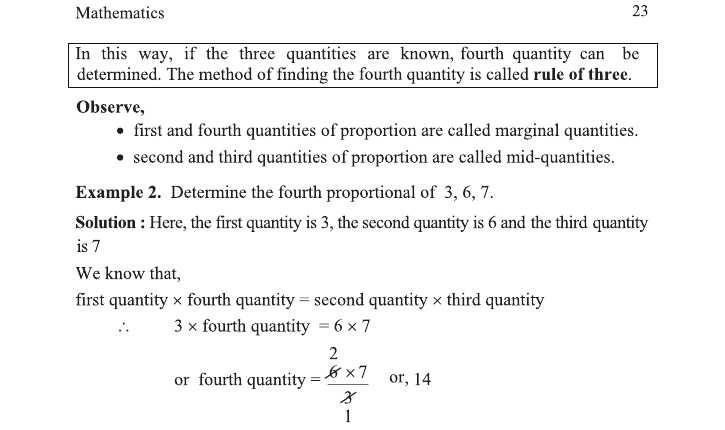 Mathematics 23
In this way, if the three quantities are known, fourth quantity can be
determined. The method of finding the fourth quantity is called rule of three.
Observe,
• first and fourth quantities of proportion are called marginal quantities.
• second and third quantities of proportion are called mid-quantities.
Example 2. Determine the fourth proportional of 3, 6, 7.
Solution : Here, the first quantity is 3, the second quantity is 6 and the third quantity
is 7
We know that,
first quantity × fourth quantity = second quantity × third quantity
∴ 3 × fourth quantity = 6 × 7
2
or fourth quantity = 6 × 7 or, 14
3
1